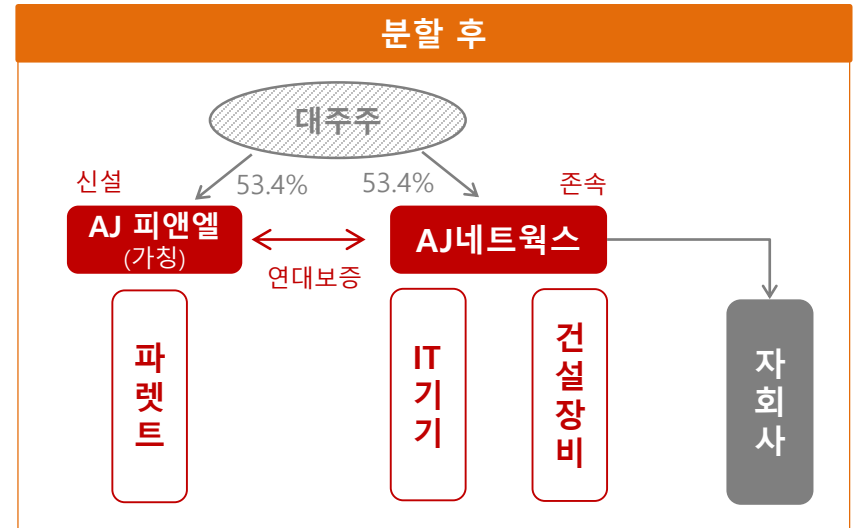 분할 후
대주주
신설
53.4%
53.4%
존속
AJ 피앤엘
(가칭)
연대보증
AJ네트웍스
파렛트
IT기기
건설장비
자회사